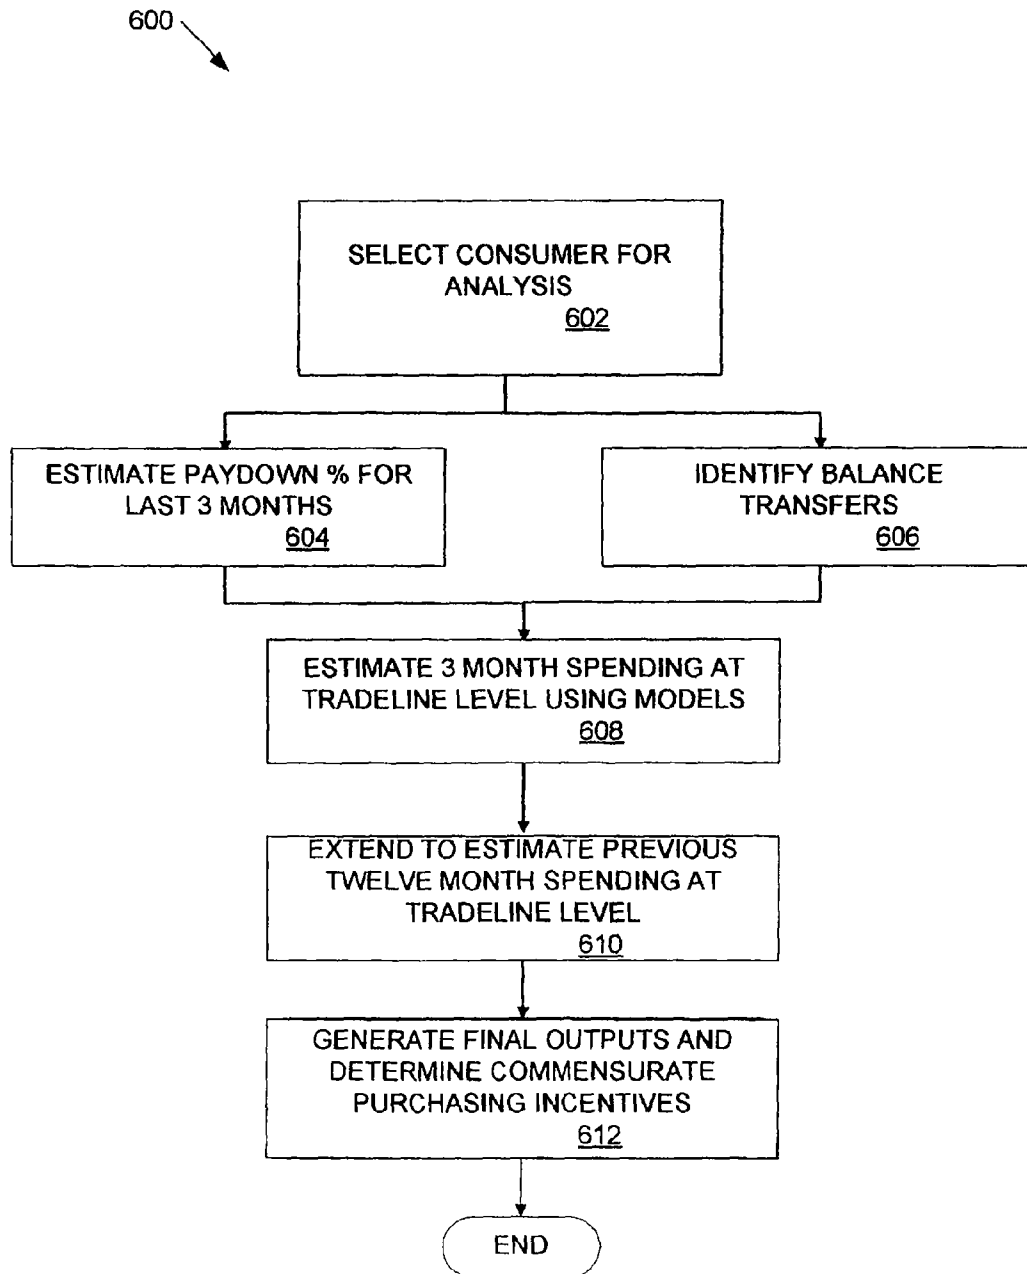 600
SELECT CONSUMER FOR
ANALYSIS
602
ESTIMATE PAYDOWN % FOR
LAST 3 MONTHS
604
IDENTIFY BALANCE
TRANSFERS
606
ESTIMATE 3 MONTH SPENDING AT
TRADELINE LEVEL USING MODELS
608
EXTEND TO ESTIMATE PREVIOUS
TWELVE MONTH SPENDING AT
TRADELINE LEVEL
610
GENERATE FINAL OUTPUTS AND
DETERMINE COMMENSURATE
PURCHASING INCENTIVES
612
END